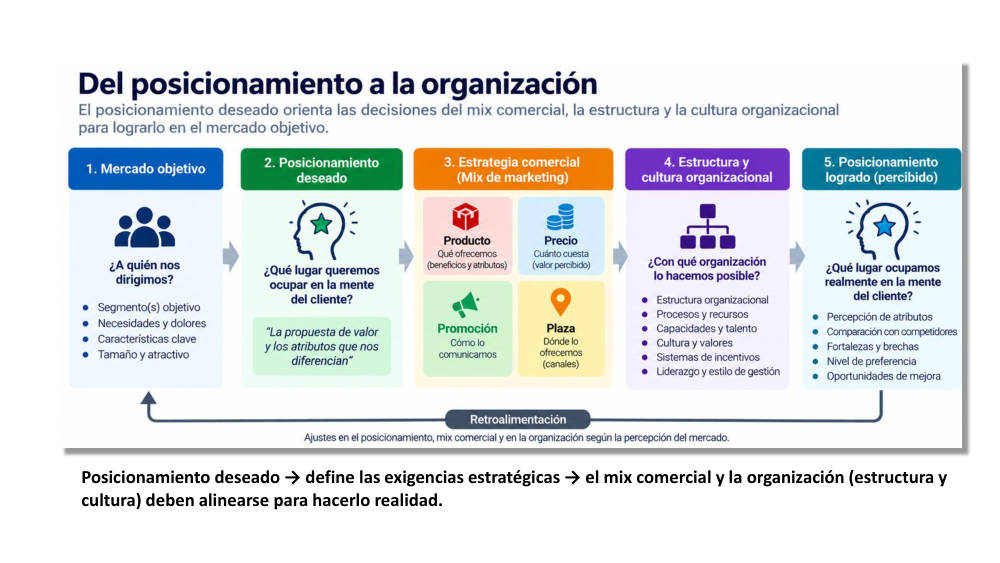 Del posicionamiento a la organización
El posicionamiento deseado orienta las decisiones del mix comercial, la estructura y la cultura organizacional
para lograrlo en el mercado objetivo.
1. Mercado objetivo
¿A quién nos
dirigimos?
• Segmento(s) objetivo
• Necesidades y dolores
• Características clave
• Tamaño y atractivo
2. Posicionamiento
deseado
¿Qué lugar queremos
ocupar en la mente
del cliente?
“La propuesta de valor
y los atributos que nos
diferencian”
3. Estrategia comercial
(Mix de marketing)
Producto
Qué ofrecemos
(beneficios y atributos)
Precio
Cuánto cuesta
(valor percibido)
Promoción
Cómo lo
comunicamos
Plaza
Dónde lo
ofrecemos
(canales)
4. Estructura y
cultura organizacional
¿Con qué organización
lo hacemos posible?
• Estructura organizacional
• Procesos y recursos
• Capacidades y talento
• Cultura y valores
• Sistemas de incentivos
• Liderazgo y estilo de gestión
5. Posicionamiento
logrado (percibido)
¿Qué lugar ocupamos
realmente en la mente
del cliente?
• Percepción de atributos
• Comparación con competidores
• Fortalezas y brechas
• Nivel de preferencia
• Oportunidades de mejora
Retroalimentación
Ajustes en el posicionamiento, mix comercial y en la organización según la percepción del mercado.
Posicionamiento deseado → define las exigencias estratégicas → el mix comercial y la organización (estructura y
cultura) deben alinearse para hacerlo realidad.